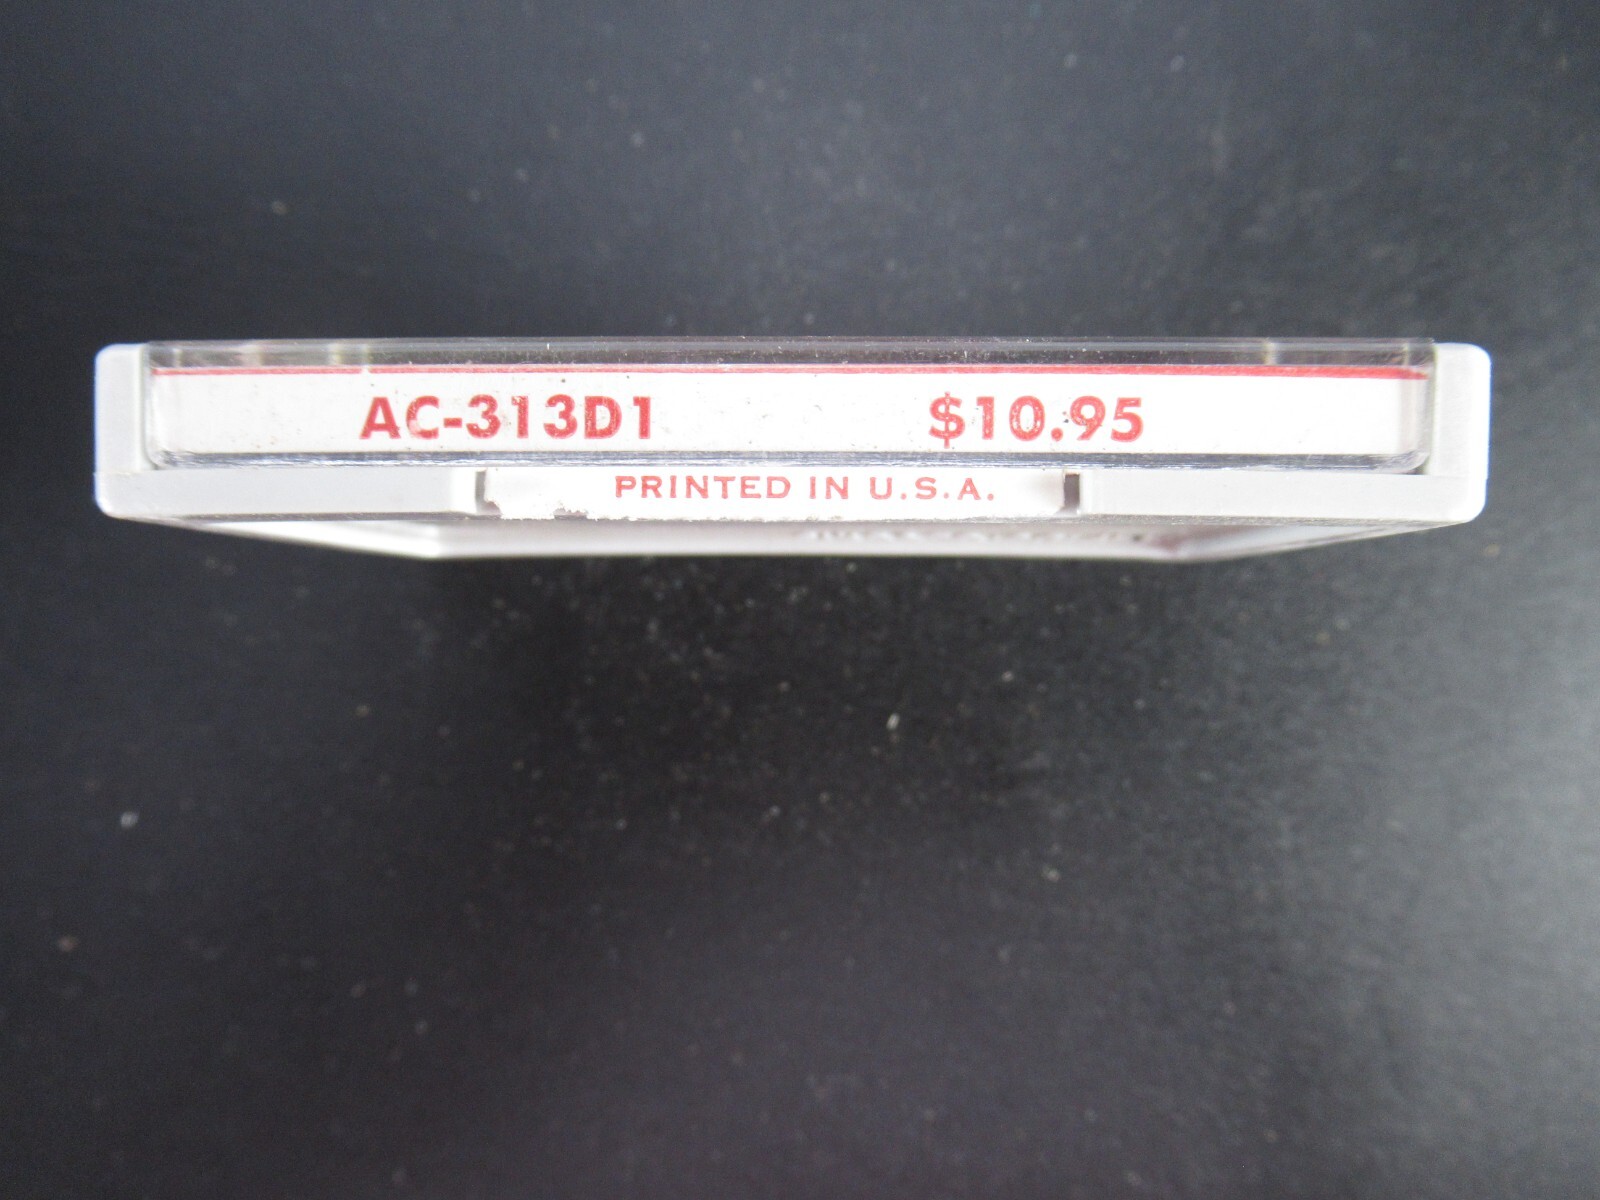 AC-313D1 $10.95
PRINTED IN U.S.A.